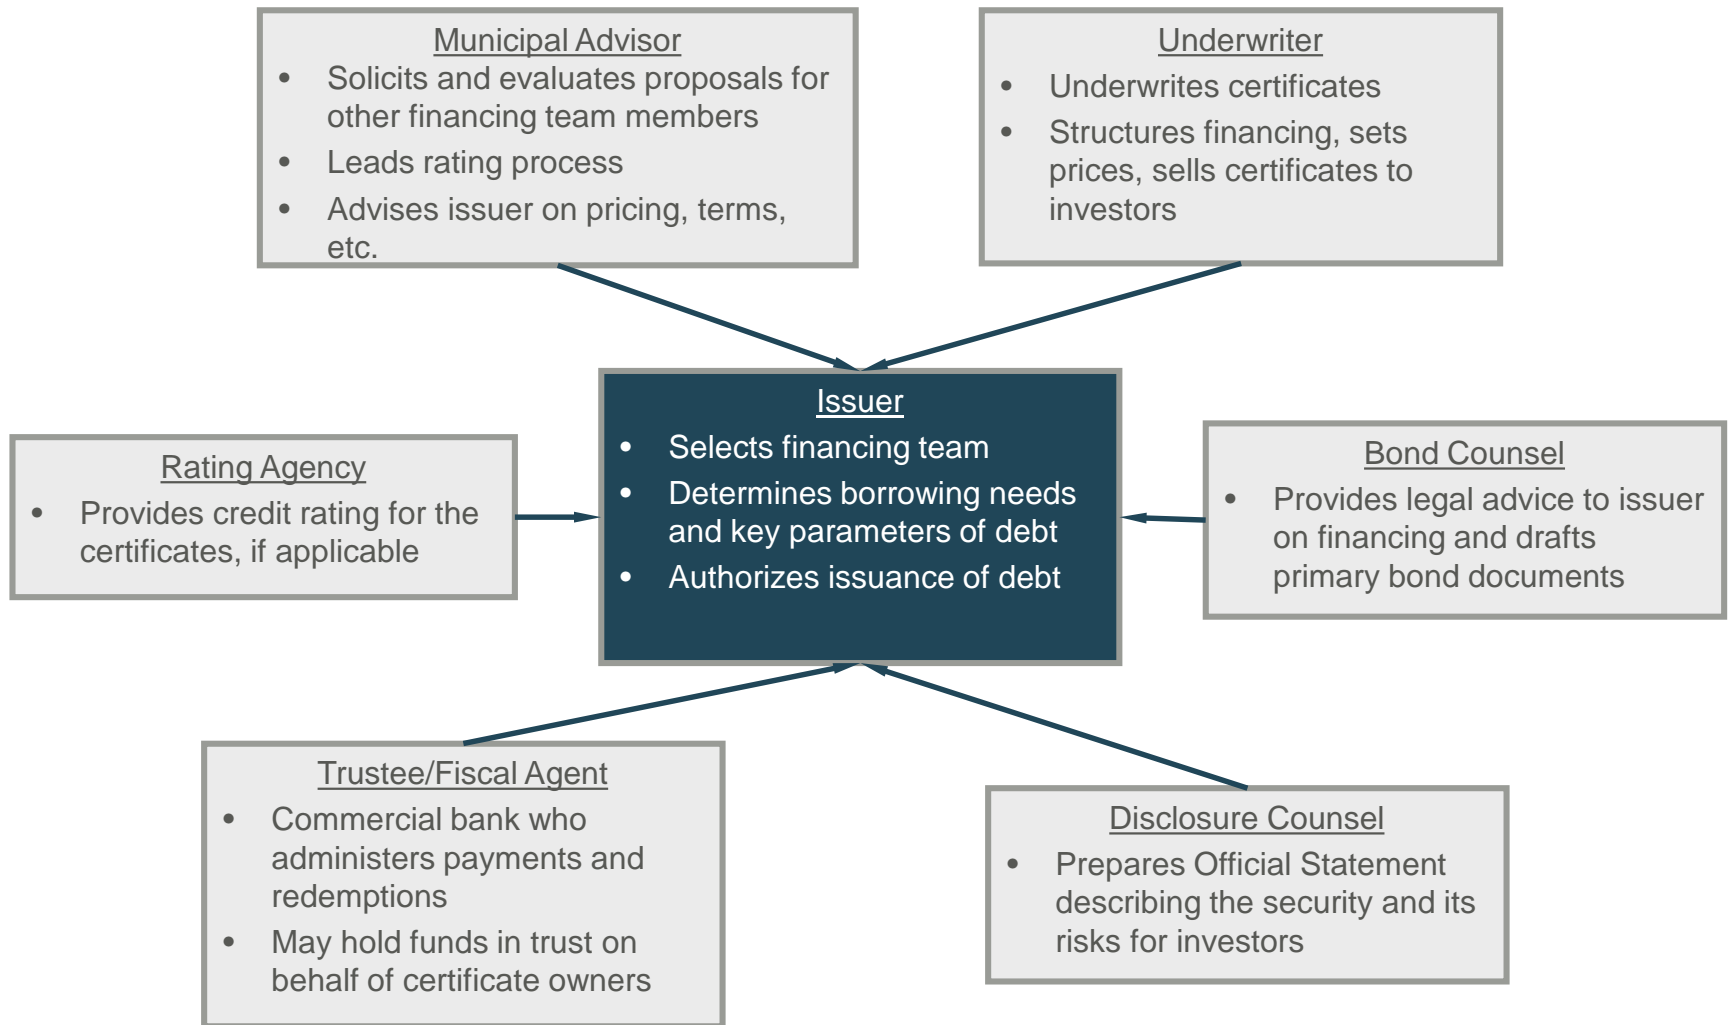 Municipal Advisor
• Solicits and evaluates proposals for
other financing team members
• Leads rating process
• Advises issuer on pricing, terms,
etc.
Underwriter
• Underwrites certificates
• Structures financing, sets
prices, sells certificates to
investors
Issuer
• Selects financing team
• Determines borrowing needs
and key parameters of debt
• Authorizes issuance of debt
Rating Agency
• Provides credit rating for the
certificates, if applicable
Bond Counsel
• Provides legal advice to issuer
on financing and drafts
primary bond documents
Trustee/Fiscal Agent
• Commercial bank who
administers payments and
redemptions
• May hold funds in trust on
behalf of certificate owners
Disclosure Counsel
• Prepares Official Statement
describing the security and its
risks for investors